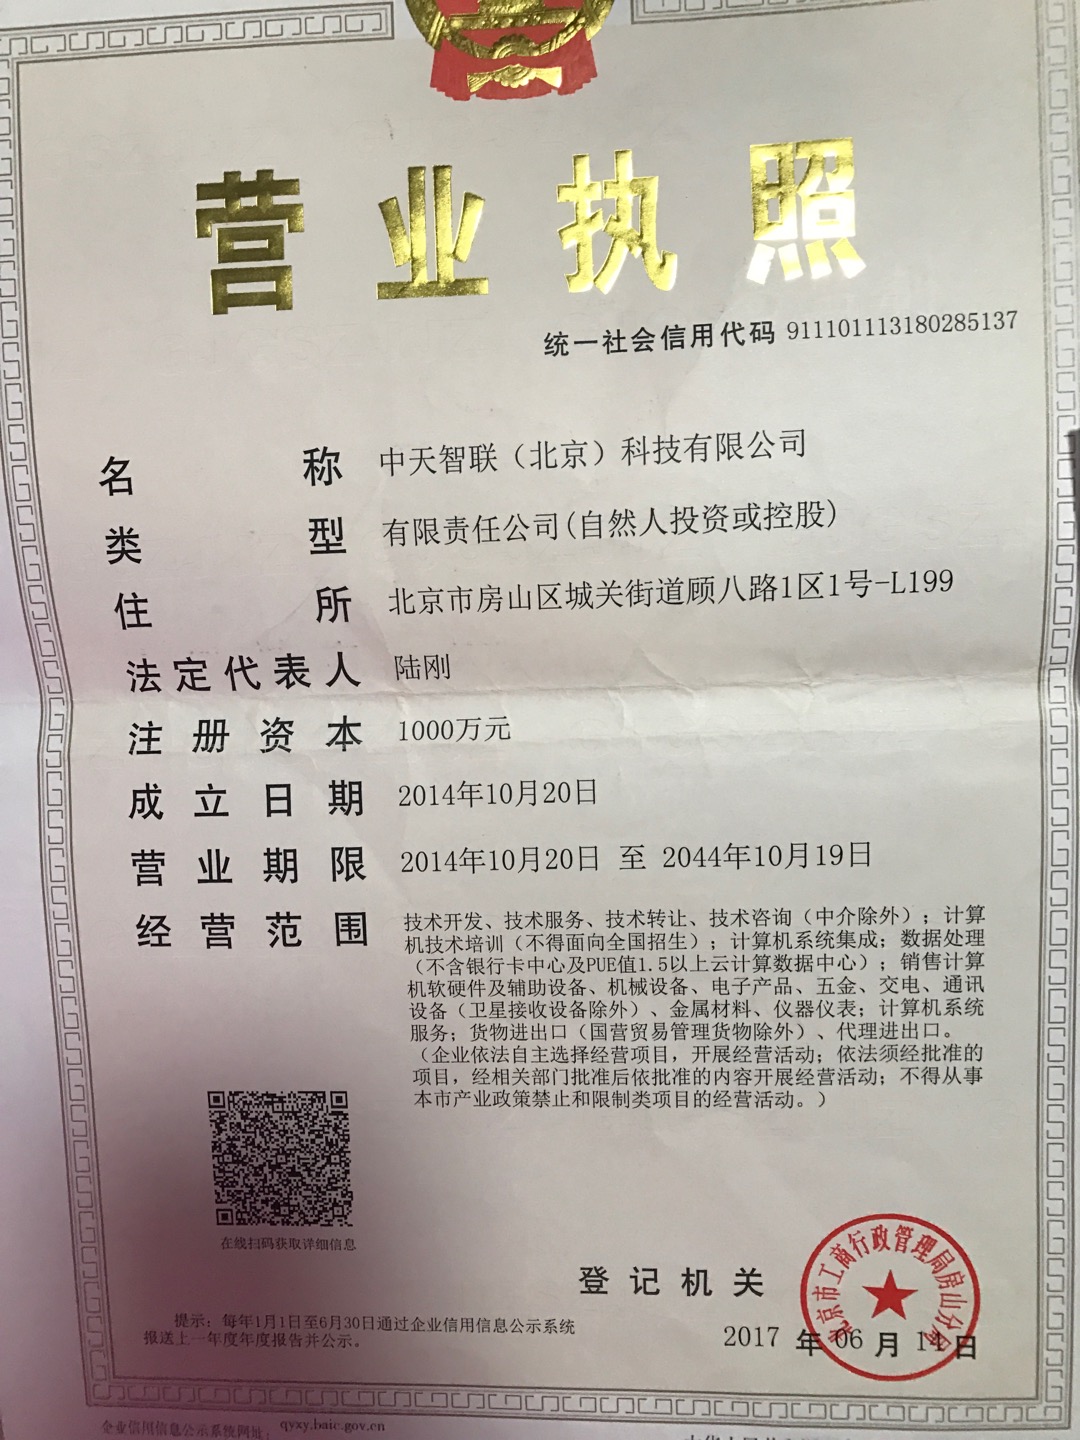 营业执照
统一社会信用代码 911101113180285137
名称 中天智联（北京）科技有限公司
类型 有限责任公司(自然人投资或控股)
住所 北京市房山区城关街道顾八路1区1号-L199
法定代表人 陆刚
注册资本 1000万元
成立日期 2014年10月20日
营业期限 2014年10月20日 至 2044年10月19日
经营范围 技术开发、技术服务、技术转让、技术咨询（中介除外）；计算
机技术培训（不得面向全国招生）；计算机系统集成；数据处理
（不含银行卡中心及PUE值1.5以上云计算数据中心）；销售计算
机软硬件及辅助设备、机械设备、电子产品、五金、交电、通讯
设备（卫星接收设备除外）、金属材料、仪器仪表；计算机系统
服务；货物进出口（国营贸易管理货物除外）、代理进出口。
（企业依法自主选择经营项目，开展经营活动；依法须经批准的
项目，经相关部门批准后依批准的内容开展经营活动；不得从事
本市产业政策禁止和限制类项目的经营活动。）
在线扫码获取详细信息
登记机关
北京市工商行政管理局房山分局
提示：每年1月1日至6月30日通过企业信用信息公示系统
报送上一年度年度报告并公示。
2017 年 06 月 14 日
企业信用信息公示系统网址： qyxy.baic.gov.cn